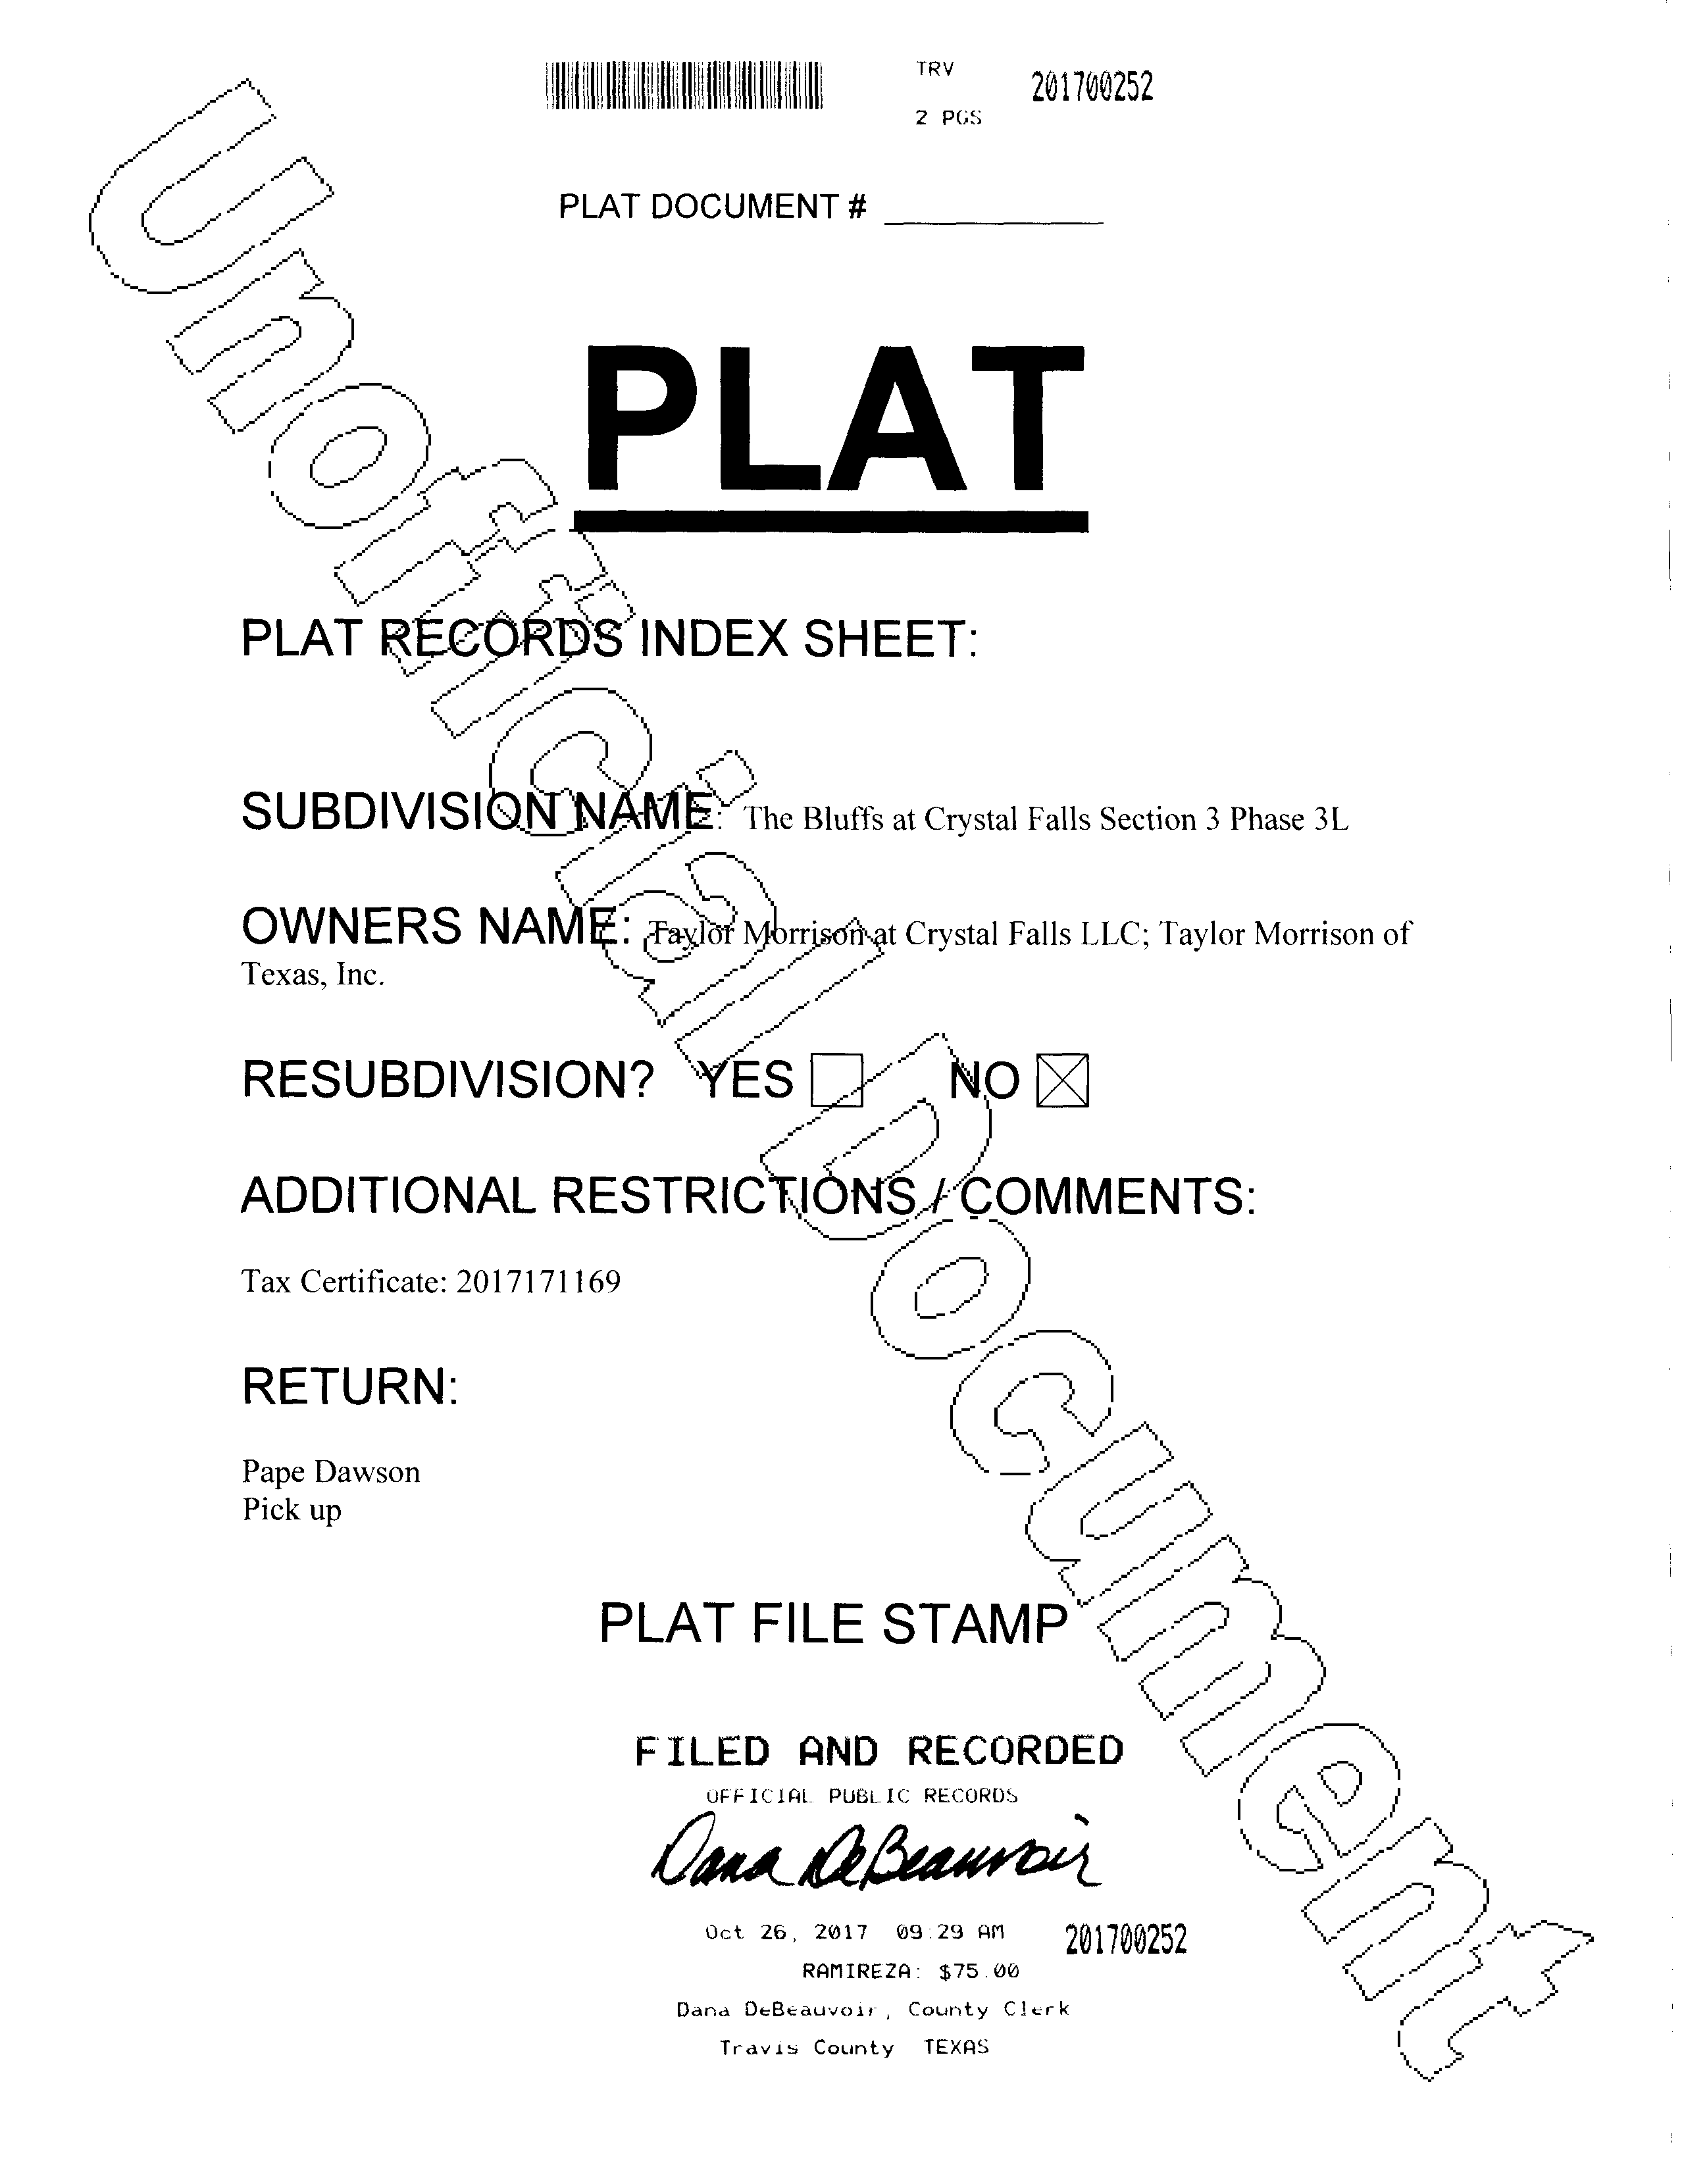 TRV 201700252
2 PGS
PLAT DOCUMENT #
PLAT
PLAT RECORDS INDEX SHEET:
SUBDIVISION NAME: The Bluffs at Crystal Falls Section 3 Phase 3L
OWNERS NAME: Taylor Morrison at Crystal Falls LLC; Taylor Morrison of
Texas, Inc.
RESUBDIVISION? YES NO
ADDITIONAL RESTRICTIONS / COMMENTS:
Tax Certificate: 2017171169
RETURN:
Pape Dawson
Pick up
PLAT FILE STAMP
FILED AND RECORDED
OFFICIAL PUBLIC RECORDS
Dana DeBeauvoir
Oct 26, 2017 09:29 AM 201700252
RAMIREZA: $75.00
Dana DeBeauvoir, County Clerk
Travis County TEXAS
Unofficial Document